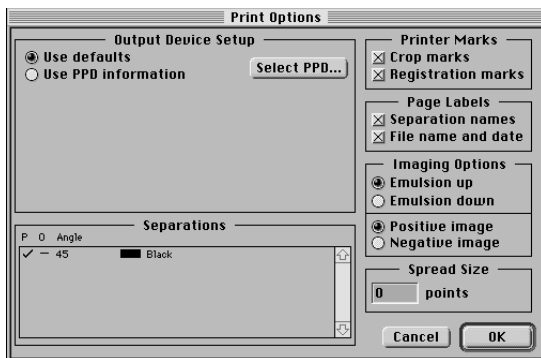 Print Options
Output Device Setup
Use defaults
Use PPD information
Select PPD...
Separations
P O Angle
45 Black
Printer Marks
Crop marks
Registration marks
Page Labels
Separation names
File name and date
Imaging Options
Emulsion up
Emulsion down
Positive image
Negative image
Spread Size
0 points
Cancel OK